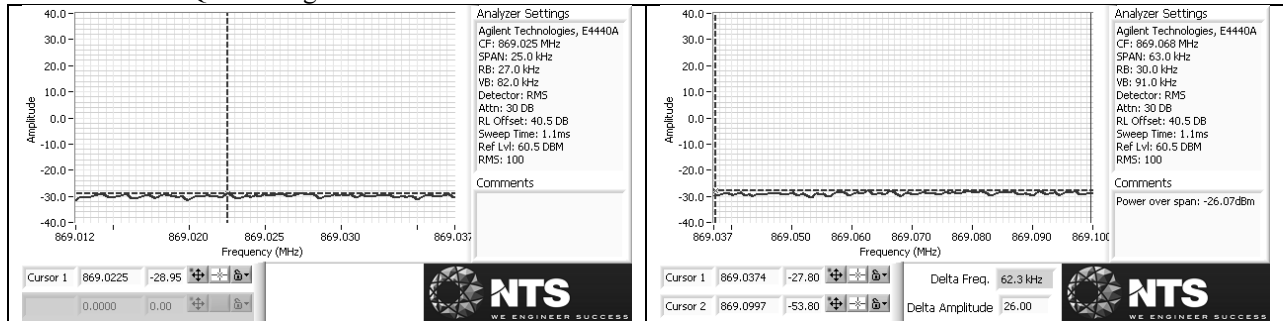 40.0
30.0
20.0
10.0
0.0
-10.0
-20.0
-30.0
-40.0
Amplitude
869.012
869.020
869.025
869.030
869.037
Frequency (MHz)
Analyzer Settings
Agilent Technologies, E4440A
CF: 869.025 MHz
SPAN: 25.0 kHz
RB: 27.0 kHz
VB: 82.0 kHz
Detector: RMS
Attn: 30 DB
RL Offset: 40.5 DB
Sweep Time: 1.1ms
Ref Lvl: 60.5 DBM
RMS: 100
Comments
Cursor 1 869.0225 -28.95
0.0000 0.00
NTS
WE ENGINEER SUCCESS
40.0
30.0
20.0
10.0
0.0
-10.0
-20.0
-30.0
-40.0
Amplitude
869.037 869.050 869.060 869.070 869.080 869.090 869.100
Frequency (MHz)
Analyzer Settings
Agilent Technologies, E4440A
CF: 869.068 MHz
SPAN: 63.0 kHz
RB: 30.0 kHz
VB: 91.0 kHz
Detector: RMS
Attn: 30 DB
RL Offset: 40.5 DB
Sweep Time: 1.1ms
Ref Lvl: 60.5 DBM
RMS: 100
Comments
Power over span: -26.07dBm
Cursor 1 869.0374 -27.80
Cursor 2 869.0997 -53.80
Delta Freq. 62.3 kHz
Delta Amplitude 26.00
NTS
WE ENGINEER SUCCESS